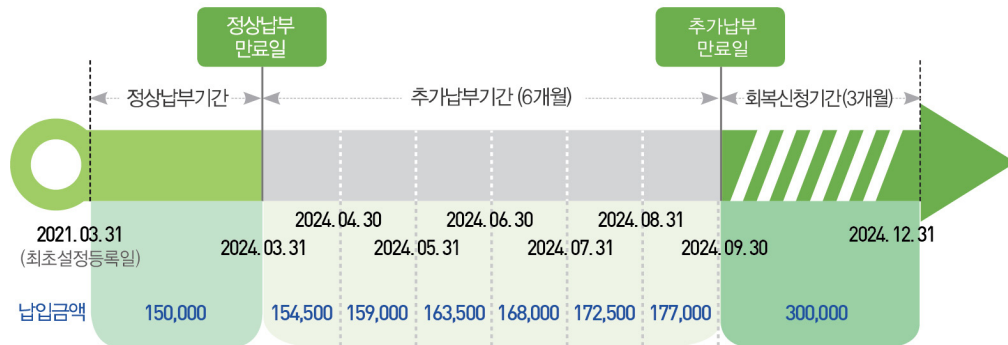 정상납부
만료일
추가납부
만료일
정상납부기간
추가납부기간 (6개월)
회복신청기간(3개월)
2021. 03. 31
(최초설정등록일)
2024. 03. 31
2024. 04. 30
2024. 05. 31
2024. 06. 30
2024. 07. 31
2024. 08. 31
2024. 09. 30
2024. 12. 31
납입금액 150,000 154,500 159,000 163,500 168,000 172,500 177,000 300,000